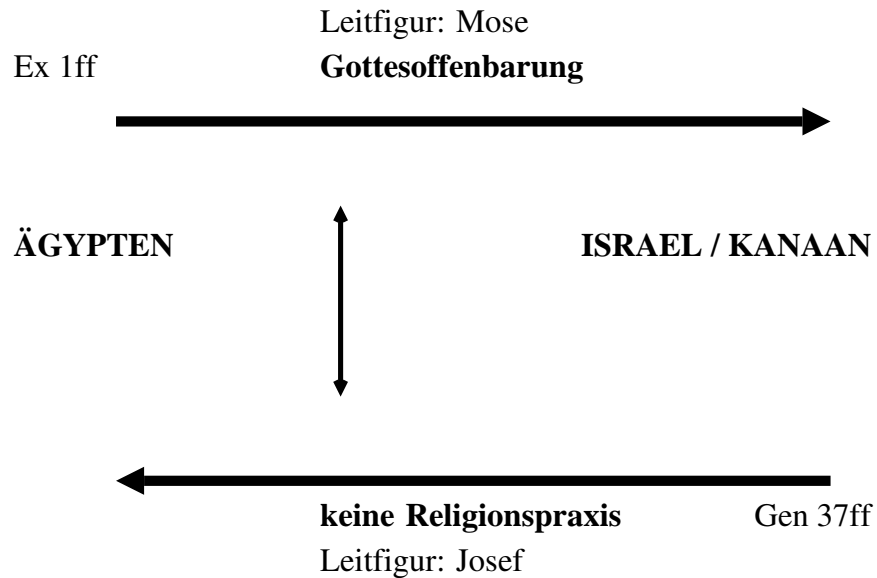 Leitfigur: Mose
Ex 1ff Gottesoffenbarung
ÄGYPTEN ISRAEL / KANAAN
keine Religionspraxis Gen 37ff
Leitfigur: Josef